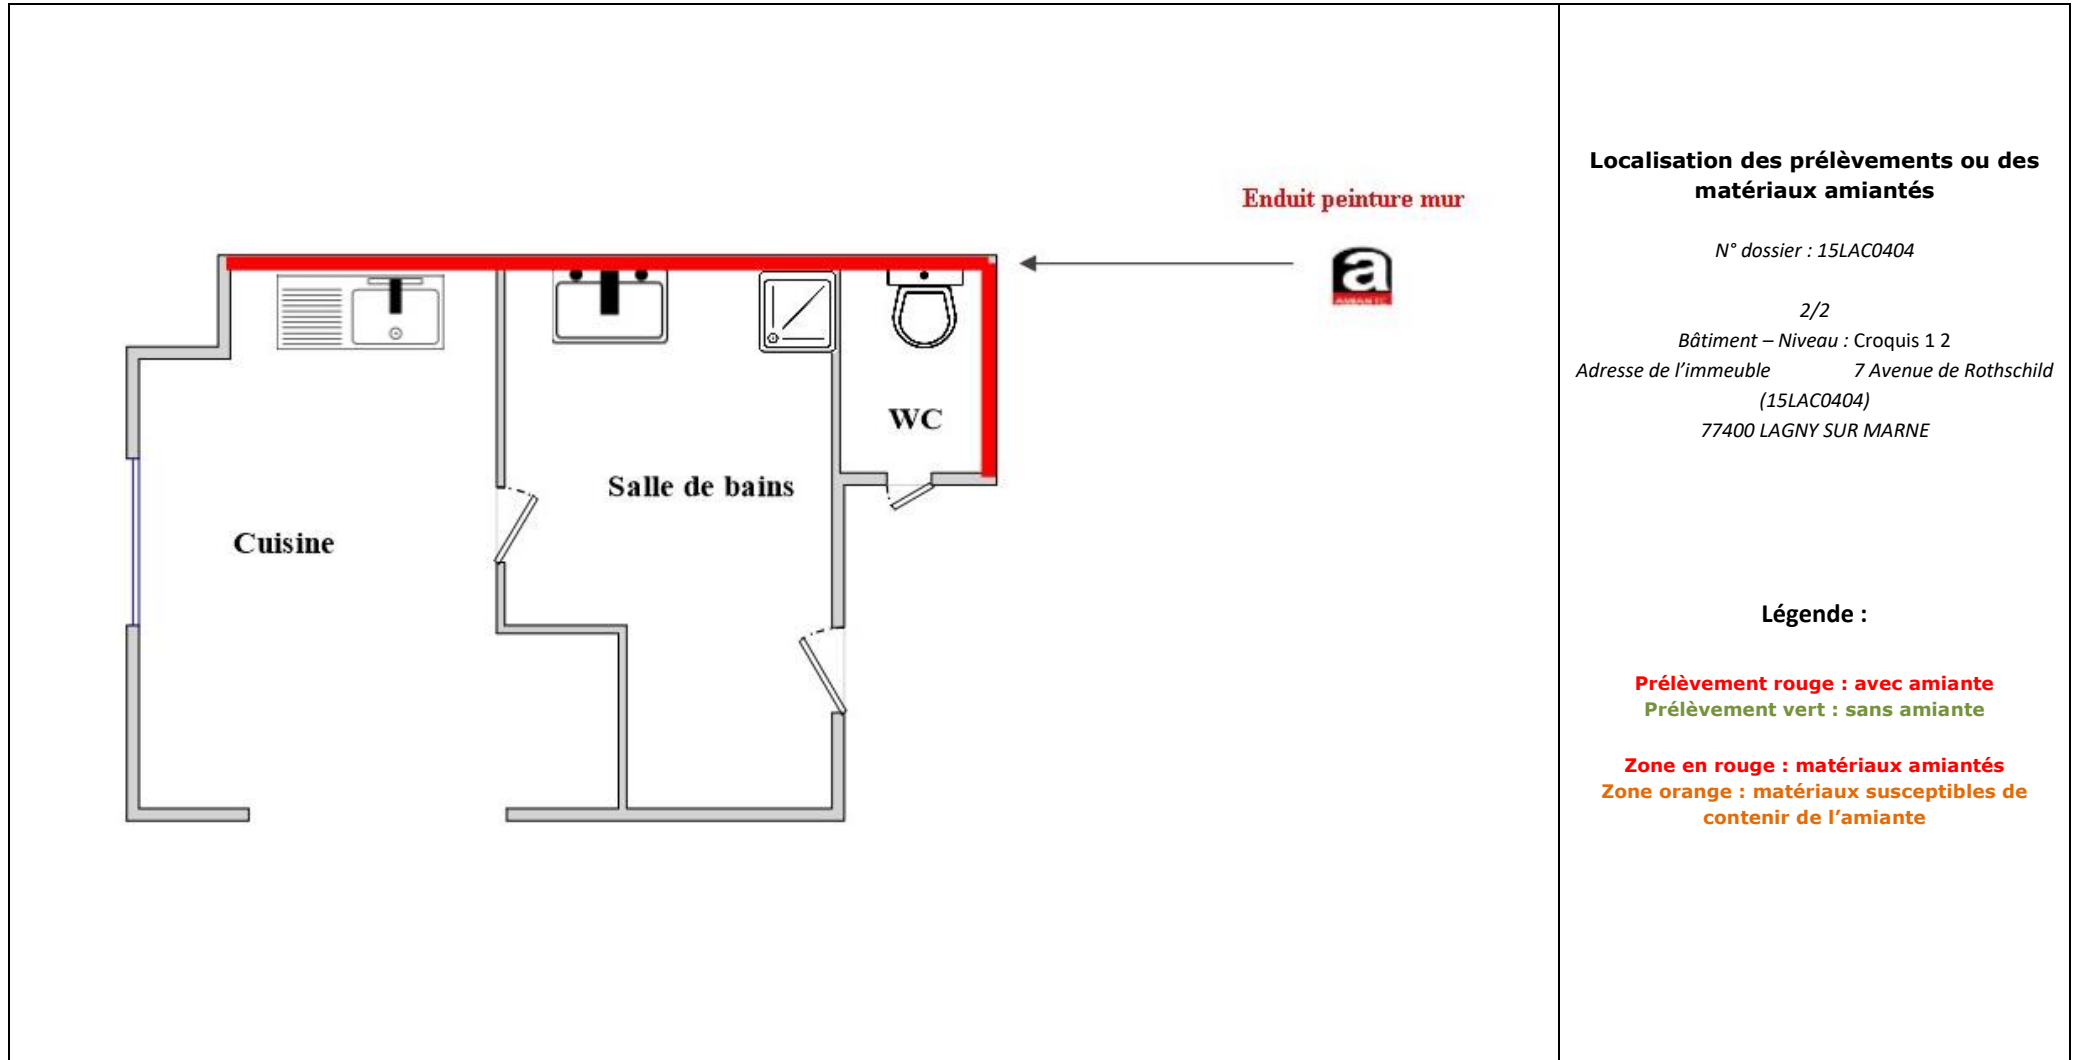 Enduit peinture mur
a
AMIANTE
WC
Salle de bains
Cuisine
Localisation des prélèvements ou des
matériaux amiantés
N° dossier : 15LAC0404
2/2
Bâtiment – Niveau : Croquis 1 2
Adresse de l’immeuble 7 Avenue de Rothschild
(15LAC0404)
77400 LAGNY SUR MARNE
Légende :
Prélèvement rouge : avec amiante
Prélèvement vert : sans amiante
Zone en rouge : matériaux amiantés
Zone orange : matériaux susceptibles de
contenir de l’amiante